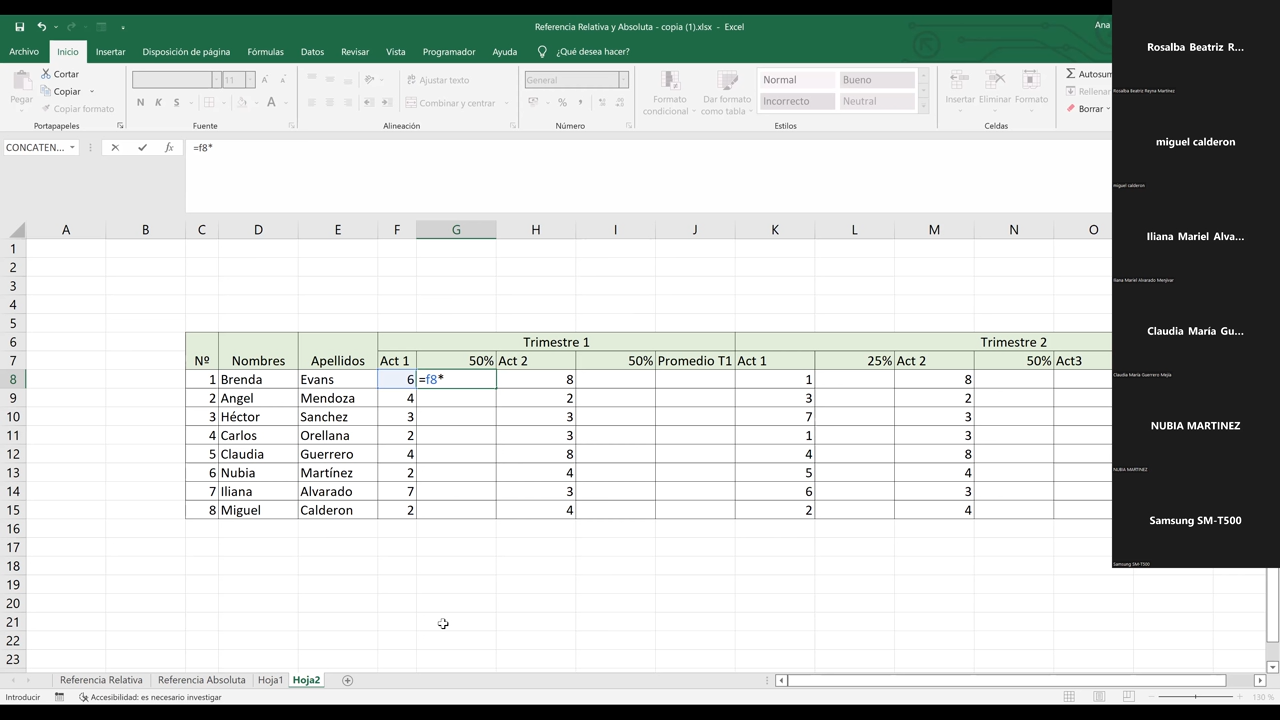 Referencia Relativa y Absoluta - copia (1).xlsx - Excel
Ana
Archivo Inicio Insertar Disposición de página Fórmulas Datos Revisar Vista Programador Ayuda ¿Qué desea hacer?
Pegar
Cortar
Copiar
Copiar formato
11
N K S
Ajustar texto
Combinar y centrar
General
% 000
Formato condicional
Dar formato como tabla
Normal Bueno
Incorrecto Neutral
Insertar Eliminar Formato
Autosum
Rellenar
Borrar
Portapapeles Fuente Alineación Número Estilos Celdas
CONCATEN... fx =f8*
A B C D E F G H I J K L M N O
1
2
3
4
5
6 Trimestre 1 Trimestre 2
7 Nº Nombres Apellidos Act 1 50% Act 2 50% Promedio T1 Act 1 25% Act 2 50% Act3
8 1 Brenda Evans 6 =f8* 8 1 8
9 2 Angel Mendoza 4 2 3 2
10 3 Héctor Sanchez 3 3 7 3
11 4 Carlos Orellana 2 3 1 3
12 5 Claudia Guerrero 4 8 4 8
13 6 Nubia Martínez 2 4 5 4
14 7 Iliana Alvarado 7 3 6 3
15 8 Miguel Calderon 2 4 2 4
16
17
18
19
20
21
22
23
Referencia Relativa Referencia Absoluta Hoja1 Hoja2
Introducir Accesibilidad: es necesario investigar 130 %
Rosalba Beatriz R...
Rosalba Beatriz Reyna Martínez
miguel calderon
miguel calderon
Iliana Mariel Alva...
Iliana Mariel Alvarado Menjivar
Claudia María Gu...
Claudia María Guerrero Mejía
NUBIA MARTINEZ
NUBIA MARTINEZ
Samsung SM-T500
Samsung SM-T500